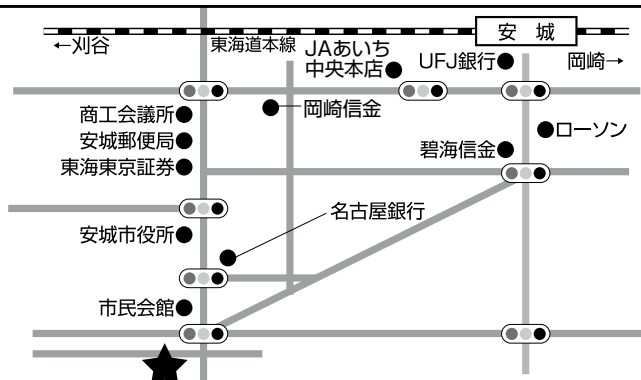 安 城
←刈谷
東海道本線
JAあいち
中央本店
UFJ銀行
岡崎→
商工会議所
岡崎信金
安城郵便局
ローソン
東海東京証券
碧海信金
名古屋銀行
安城市役所
市民会館